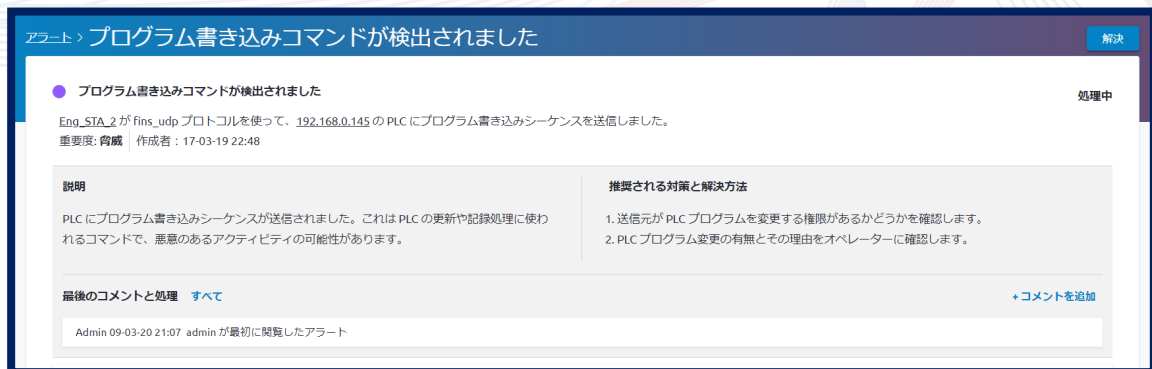 アラート > プログラム書き込みコマンドが検出されました
解決
プログラム書き込みコマンドが検出されました
処理中
Eng_STA_2 が fins_udp プロトコルを使って、192.168.0.145 の PLC にプログラム書き込みシーケンスを送信しました。
重要度: 脅威 作成者：17-03-19 22:48
説明
PLC にプログラム書き込みシーケンスが送信されました。これは PLC の更新や記録処理に使わ
れるコマンドで、悪意のあるアクティビティの可能性があります。
推奨される対策と解決方法
1. 送信元が PLC プログラムを変更する権限があるかどうかを確認します。
2. PLC プログラム変更の有無とその理由をオペレーターに確認します。
最後のコメントと処理 すべて
+ コメントを追加
Admin 09-03-20 21:07 admin が最初に閲覧したアラート